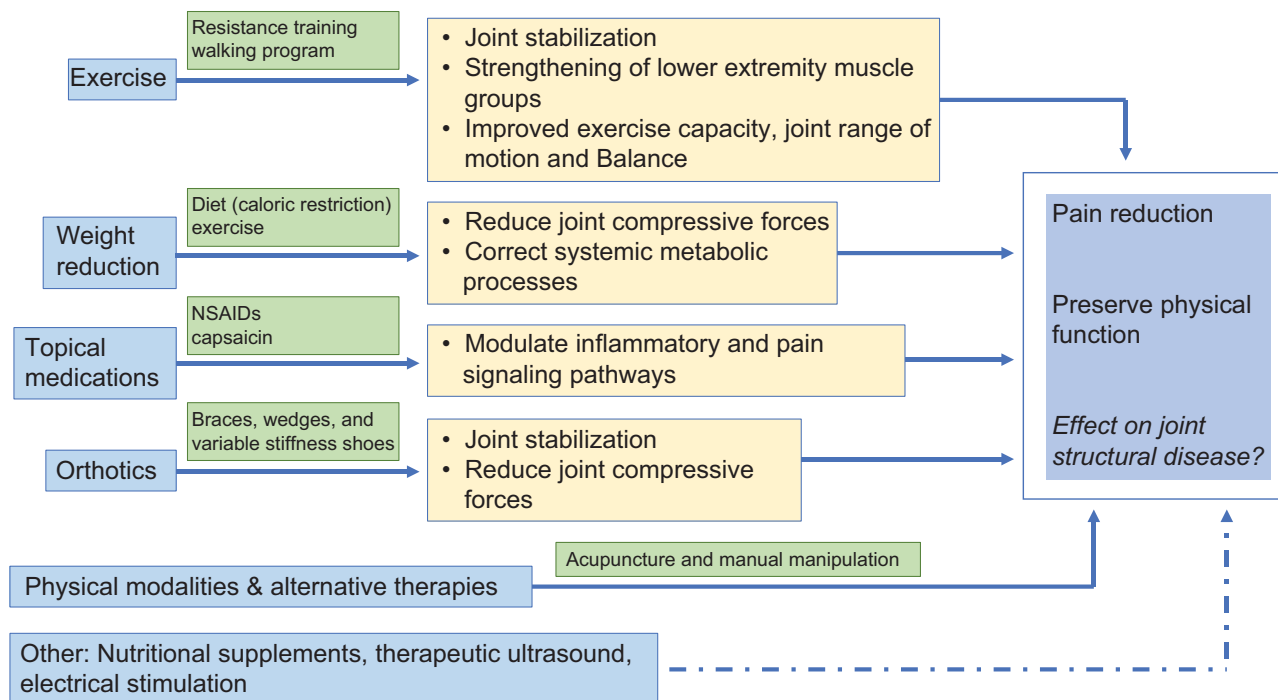 Resistance training
walking program
Exercise
• Joint stabilization
• Strengthening of lower extremity muscle
groups
• Improved exercise capacity, joint range of
motion and Balance
Diet (caloric restriction)
exercise
Weight
reduction
• Reduce joint compressive forces
• Correct systemic metabolic
processes
NSAIDs
capsaicin
Topical
medications
• Modulate inflammatory and pain
signaling pathways
Braces, wedges, and
variable stiffness shoes
Orthotics
• Joint stabilization
• Reduce joint compressive
forces
Pain reduction
Preserve physical
function
Effect on joint
structural disease?
Acupuncture and manual manipulation
Physical modalities & alternative therapies
Other: Nutritional supplements, therapeutic ultrasound,
electrical stimulation